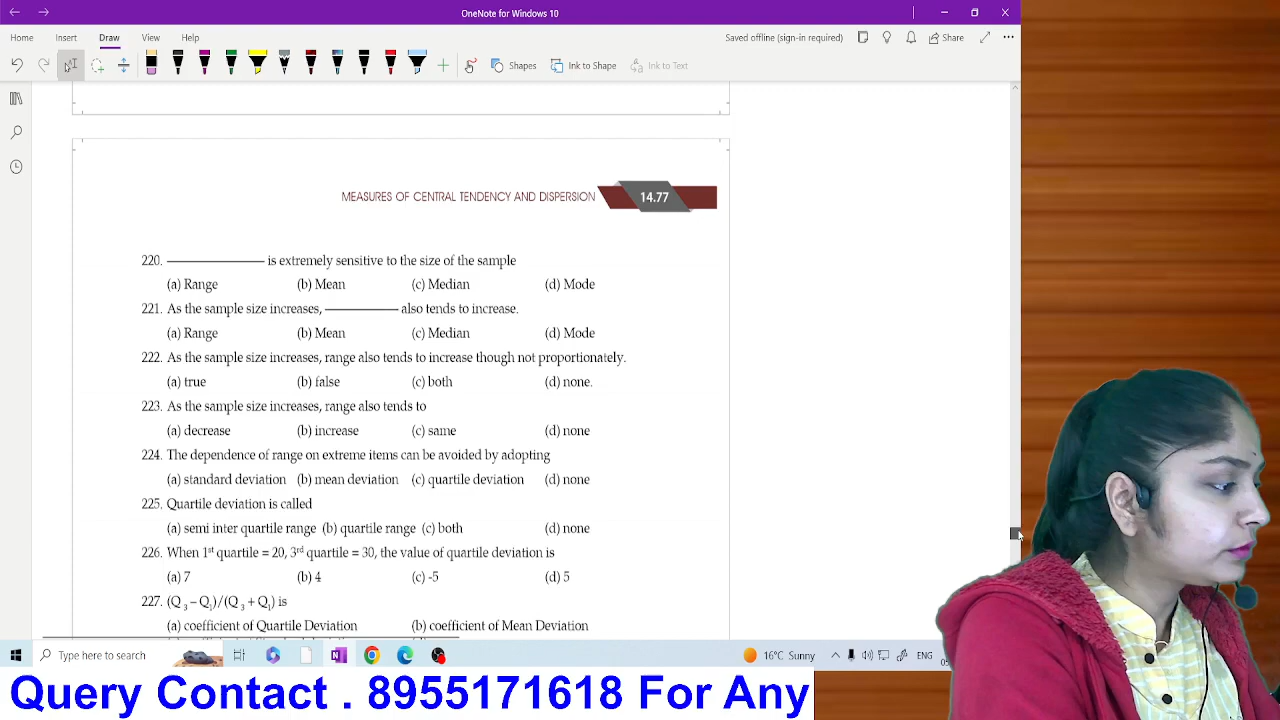 OneNote for Windows 10
Home Insert Draw View Help
Saved offline (sign-in required) Share
Shapes Ink to Shape Ink to Text
MEASURES OF CENTRAL TENDENCY AND DISPERSION 14.77
220. ―――――― is extremely sensitive to the size of the sample
(a) Range (b) Mean (c) Median (d) Mode
221. As the sample size increases, ―――――― also tends to increase.
(a) Range (b) Mean (c) Median (d) Mode
222. As the sample size increases, range also tends to increase though not proportionately.
(a) true (b) false (c) both (d) none.
223. As the sample size increases, range also tends to
(a) decrease (b) increase (c) same (d) none
224. The dependence of range on extreme items can be avoided by adopting
(a) standard deviation (b) mean deviation (c) quartile deviation (d) none
225. Quartile deviation is called
(a) semi inter quartile range (b) quartile range (c) both (d) none
226. When 1st quartile = 20, 3rd quartile = 30, the value of quartile deviation is
(a) 7 (b) 4 (c) -5 (d) 5
227. (Q3 – Q1)/(Q3 + Q1) is
(a) coefficient of Quartile Deviation (b) coefficient of Mean Deviation
Type here to search 16°C Sunny ENG
Query Contact . 8955171618 For Any